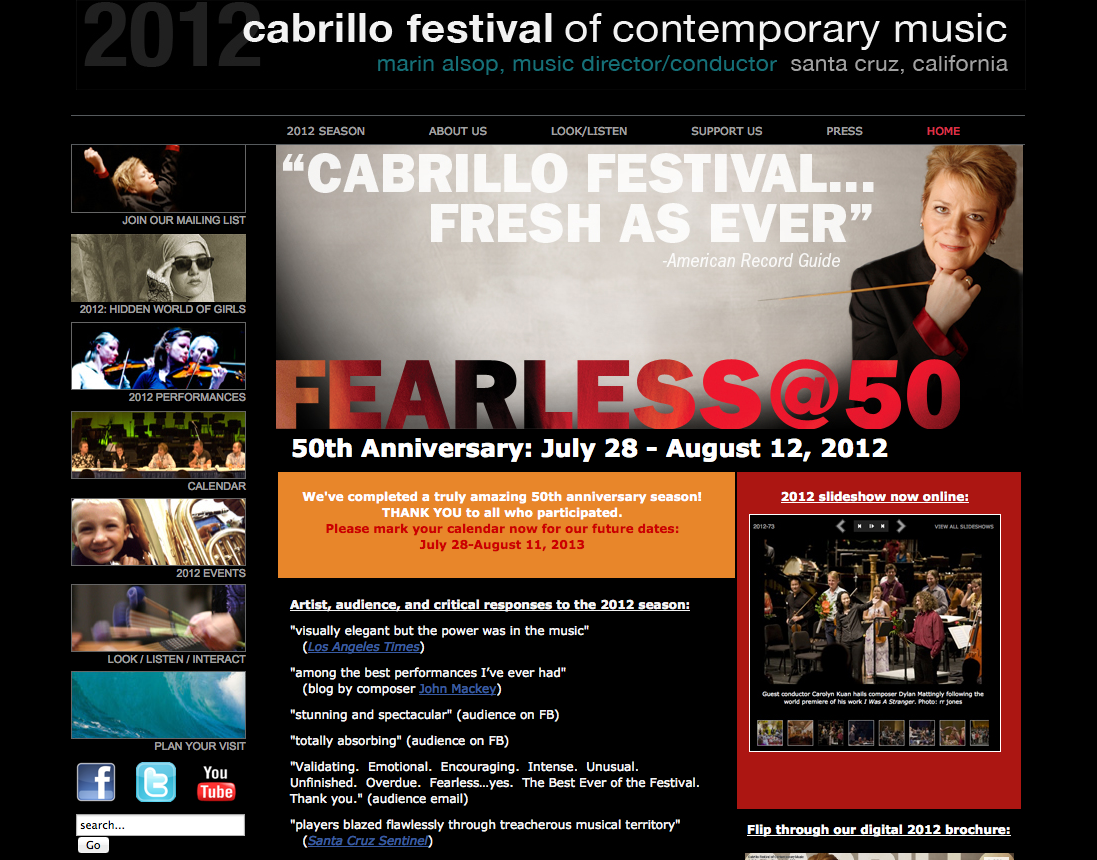 2012
cabrillo festival of contemporary music
marin alsop, music director/conductor santa cruz, california
2012 SEASON ABOUT US LOOK/LISTEN SUPPORT US PRESS HOME
JOIN OUR MAILING LIST
2012: HIDDEN WORLD OF GIRLS
2012 PERFORMANCES
CALENDAR
2012 EVENTS
LOOK / LISTEN / INTERACT
PLAN YOUR VISIT
f
t
You
Tube
search...
Go
“CABRILLO FESTIVAL...
FRESH AS EVER”
-American Record Guide
FEARLESS@50
50th Anniversary: July 28 - August 12, 2012
We've completed a truly amazing 50th anniversary season!
THANK YOU to all who participated.
Please mark your calendar now for our future dates:
July 28-August 11, 2013
Artist, audience, and critical responses to the 2012 season:
"visually elegant but the power was in the music"
(Los Angeles Times)
"among the best performances I’ve ever had"
(blog by composer John Mackey)
"stunning and spectacular" (audience on FB)
"totally absorbing" (audience on FB)
"Validating. Emotional. Encouraging. Intense. Unusual.
Unfinished. Overdue. Fearless...yes. The Best Ever of the Festival.
Thank you." (audience email)
"players blazed flawlessly through treacherous musical territory"
(Santa Cruz Sentinel)
2012 slideshow now online:
2012-73 VIEW ALL SLIDESHOWS
Guest conductor Carolyn Kuan hails composer Dylan Mattingly following the
world premiere of his work I Was A Stranger. Photo: rr jones
Flip through our digital 2012 brochure: